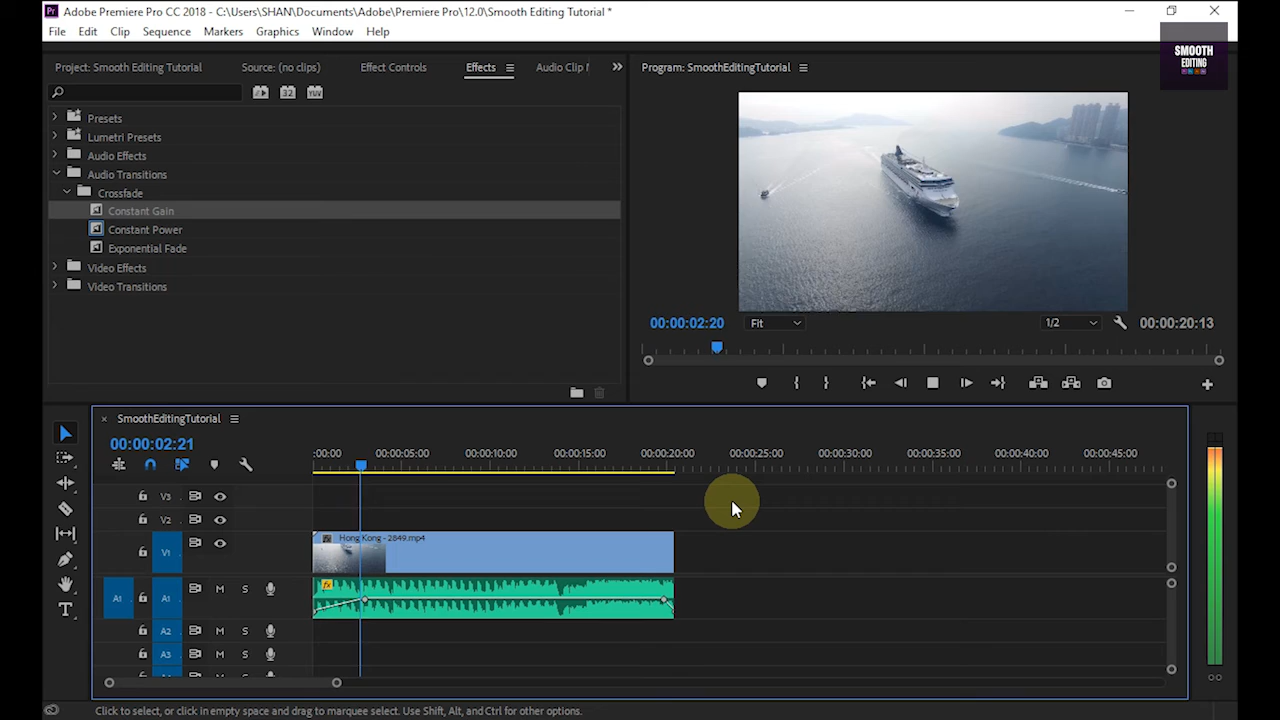 Adobe Premiere Pro CC 2018 - C:\Users\SHAN\Documents\Adobe\Premiere Pro\12.0\Smooth Editing Tutorial *
File Edit Clip Sequence Markers Graphics Window Help
SMOOTH
EDITING
Project: Smooth Editing Tutorial Source: (no clips) Effect Controls Effects Audio Clip
Program: SmoothEditingTutorial
Presets
Lumetri Presets
Audio Effects
Audio Transitions
Crossfade
Constant Gain
Constant Power
Exponential Fade
Video Effects
Video Transitions
00:00:02:20 Fit 1/2 00:00:20:13
SmoothEditingTutorial
00:00:02:21
:00:00 00:00:05:00 00:00:10:00 00:00:15:00 00:00:20:00 00:00:25:00 00:00:30:00 00:00:35:00 00:00:40:00 00:00:45:00
V3
V2
V1 Hong Kong - 2849.mp4
fx
A1 A1 M S
A2 M S
A3 M S
Click to select, or click in empty space and drag to marquee select. Use Shift, Alt, and Ctrl for other options.